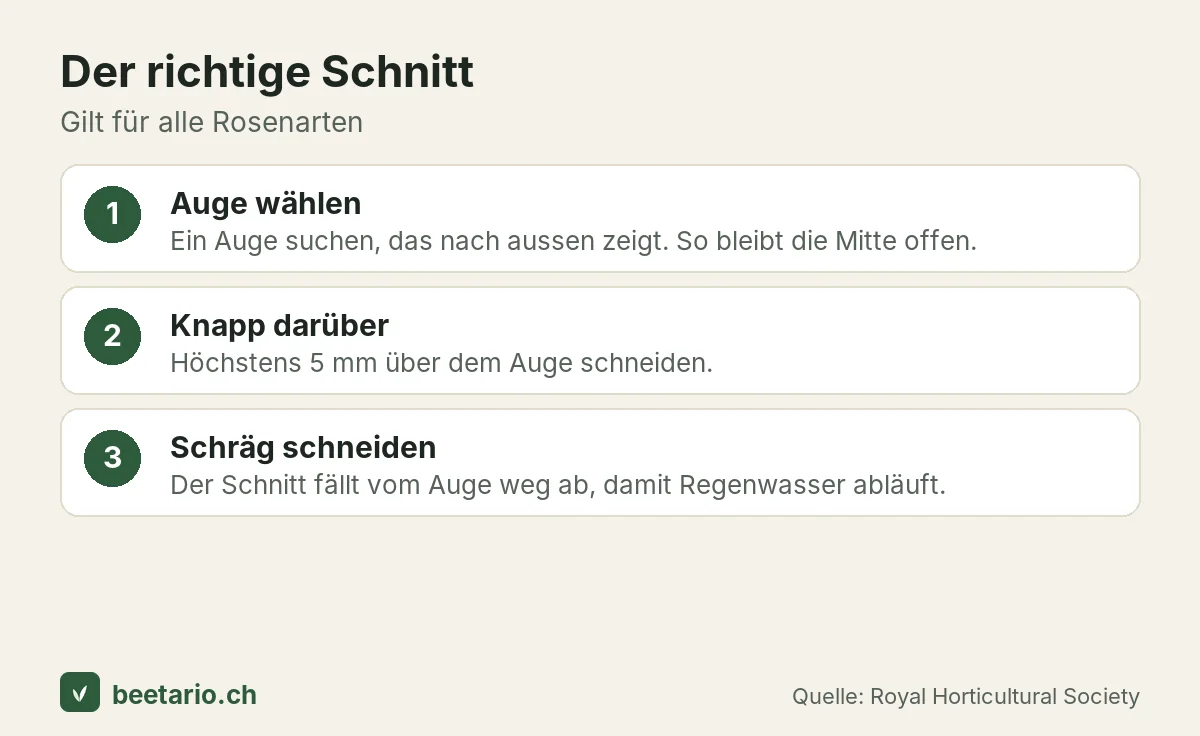 Der richtige Schnitt
Gilt für alle Rosenarten
1
Auge wählen
Ein Auge suchen, das nach aussen zeigt. So bleibt die Mitte offen.
2
Knapp darüber
Höchstens 5 mm über dem Auge schneiden.
3
Schräg schneiden
Der Schnitt fällt vom Auge weg ab, damit Regenwasser abläuft.
beetario.ch
Quelle: Royal Horticultural Society